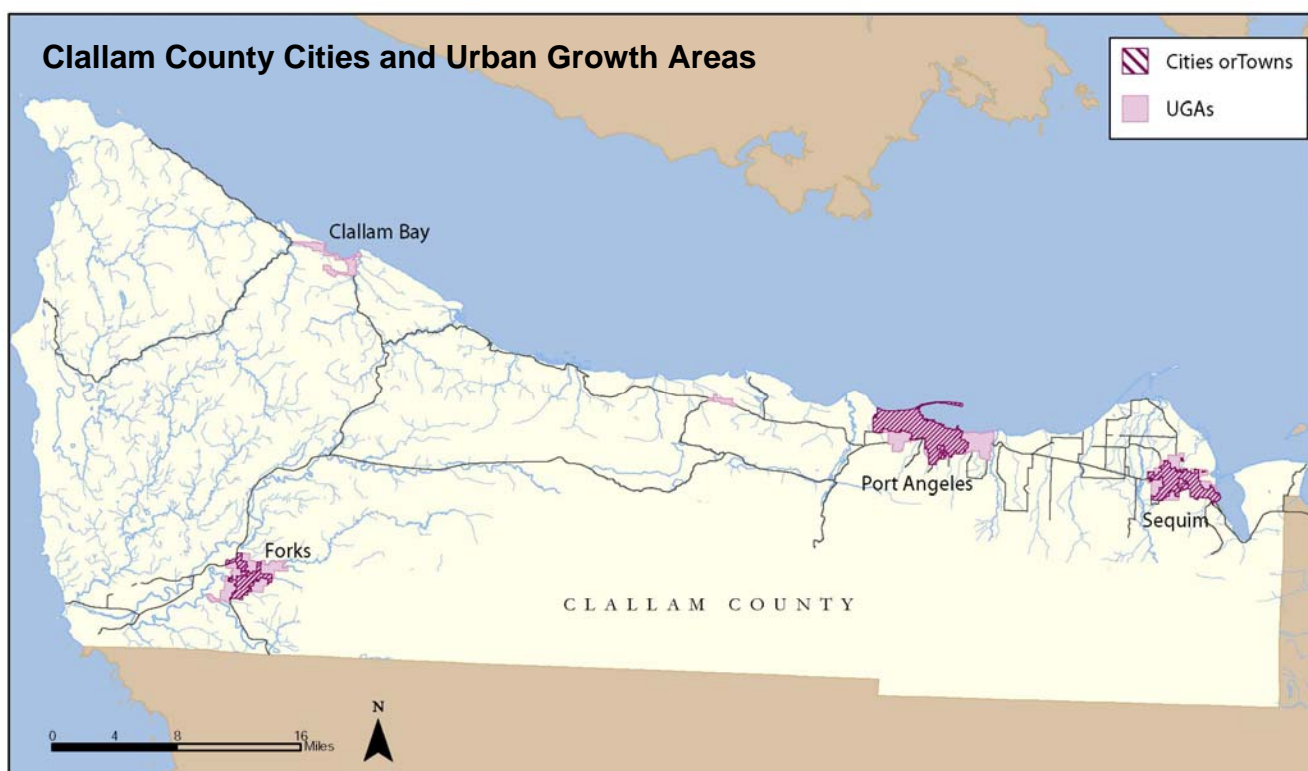 Clallam County Cities and Urban Growth Areas
Cities orTowns
UGAs
Clallam Bay
Port Angeles
Sequim
Forks
CLALLAM COUNTY
N
0 4 8 16
Miles